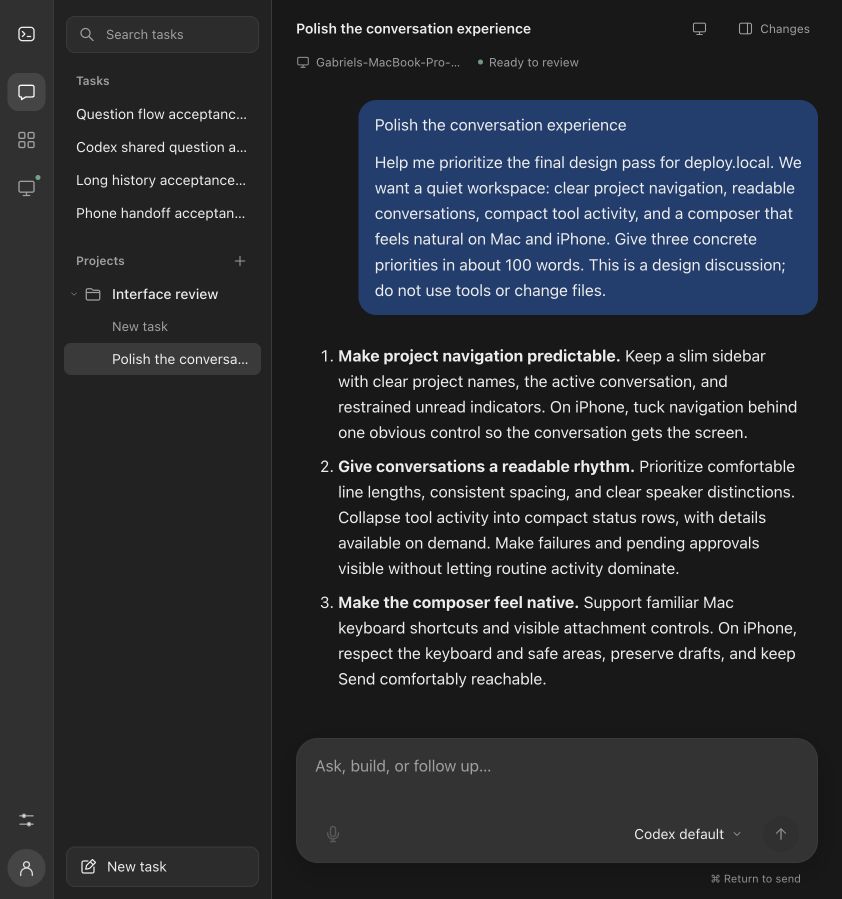 Search tasks
Tasks
Question flow acceptanc...
Codex shared question a...
Long history acceptance...
Phone handoff acceptan...
Projects
Interface review
New task
Polish the conversa...
New task
Polish the conversation experience
Changes
Gabriels-MacBook-Pro-...
Ready to review
Polish the conversation experience
Help me prioritize the final design pass for deploy.local. We
want a quiet workspace: clear project navigation, readable
conversations, compact tool activity, and a composer that
feels natural on Mac and iPhone. Give three concrete
priorities in about 100 words. This is a design discussion;
do not use tools or change files.
1. Make project navigation predictable. Keep a slim sidebar
with clear project names, the active conversation, and
restrained unread indicators. On iPhone, tuck navigation behind
one obvious control so the conversation gets the screen.
2. Give conversations a readable rhythm. Prioritize comfortable
line lengths, consistent spacing, and clear speaker distinctions.
Collapse tool activity into compact status rows, with details
available on demand. Make failures and pending approvals
visible without letting routine activity dominate.
3. Make the composer feel native. Support familiar Mac
keyboard shortcuts and visible attachment controls. On iPhone,
respect the keyboard and safe areas, preserve drafts, and keep
Send comfortably reachable.
Ask, build, or follow up...
Codex default
⌘ Return to send